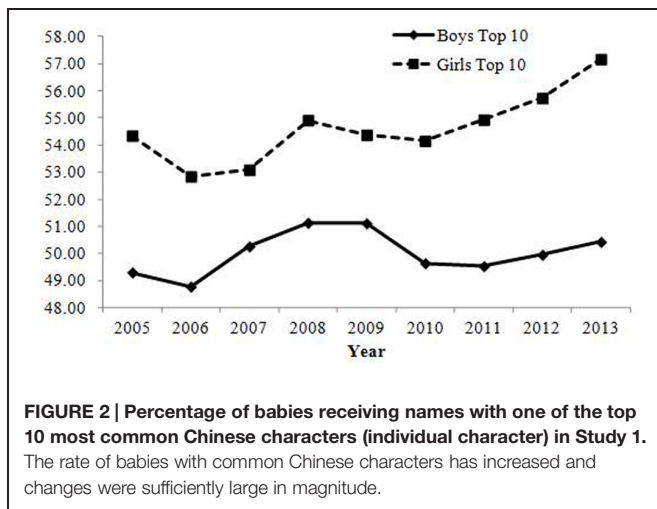 58.00
57.00
56.00
55.00
54.00
53.00
52.00
51.00
50.00
49.00
48.00
Boys Top 10
Girls Top 10
2005 2006 2007 2008 2009 2010 2011 2012 2013
Year
FIGURE 2 | Percentage of babies receiving names with one of the top
10 most common Chinese characters (individual character) in Study 1.
The rate of babies with common Chinese characters has increased and
changes were sufficiently large in magnitude.